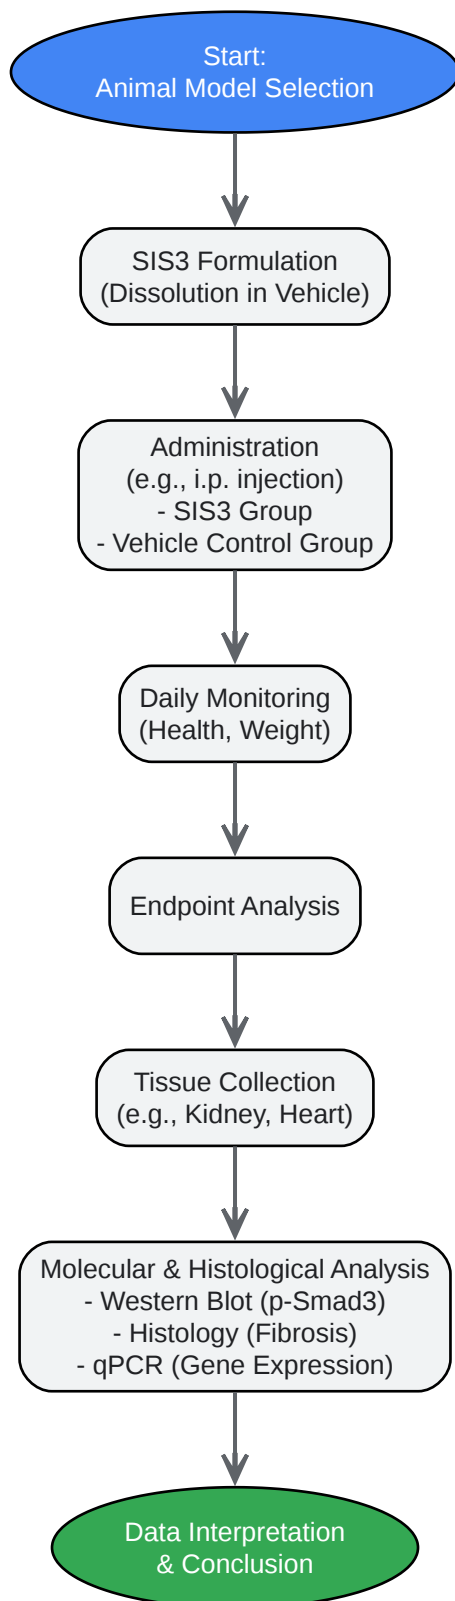 Start:
Animal Model Selection
SIS3 Formulation
(Dissolution in Vehicle)
Administration
(e.g., i.p. injection)
- SIS3 Group
- Vehicle Control Group
Daily Monitoring
(Health, Weight)
Endpoint Analysis
Tissue Collection
(e.g., Kidney, Heart)
Molecular & Histological Analysis
- Western Blot (p-Smad3)
- Histology (Fibrosis)
- qPCR (Gene Expression)
Data Interpretation
& Conclusion